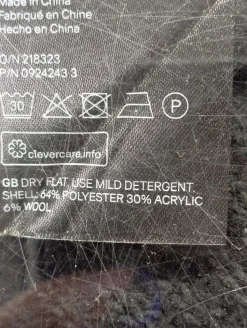 Made in China
Fabriqué en Chine
Hecho en China
O/N 218323
P/N 0924243 3
30
P
clevercare.info
GB DRY FLAT. USE MILD DETERGENT.
SHELL: 64% POLYESTER 30% ACRYLIC
6% WOOL